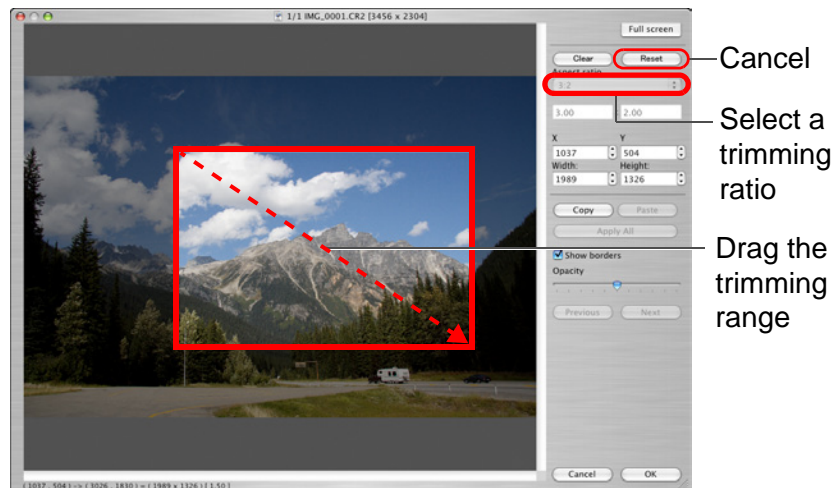 1/1 IMG_0001.CR2 [3456 x 2304]
Full screen
Clear Reset
Cancel
Aspect ratio
3:2
3.00 : 2.00
Select a
trimming
ratio
X Y
1037 504
Width: Height:
1989 1326
Copy Paste
Apply All
Show borders
Drag the
trimming
range
Opacity
Previous Next
Cancel OK
( 1037 , 504 ) -> ( 3026 , 1830 ) = ( 1989 x 1326 ) [ 1.50 ]